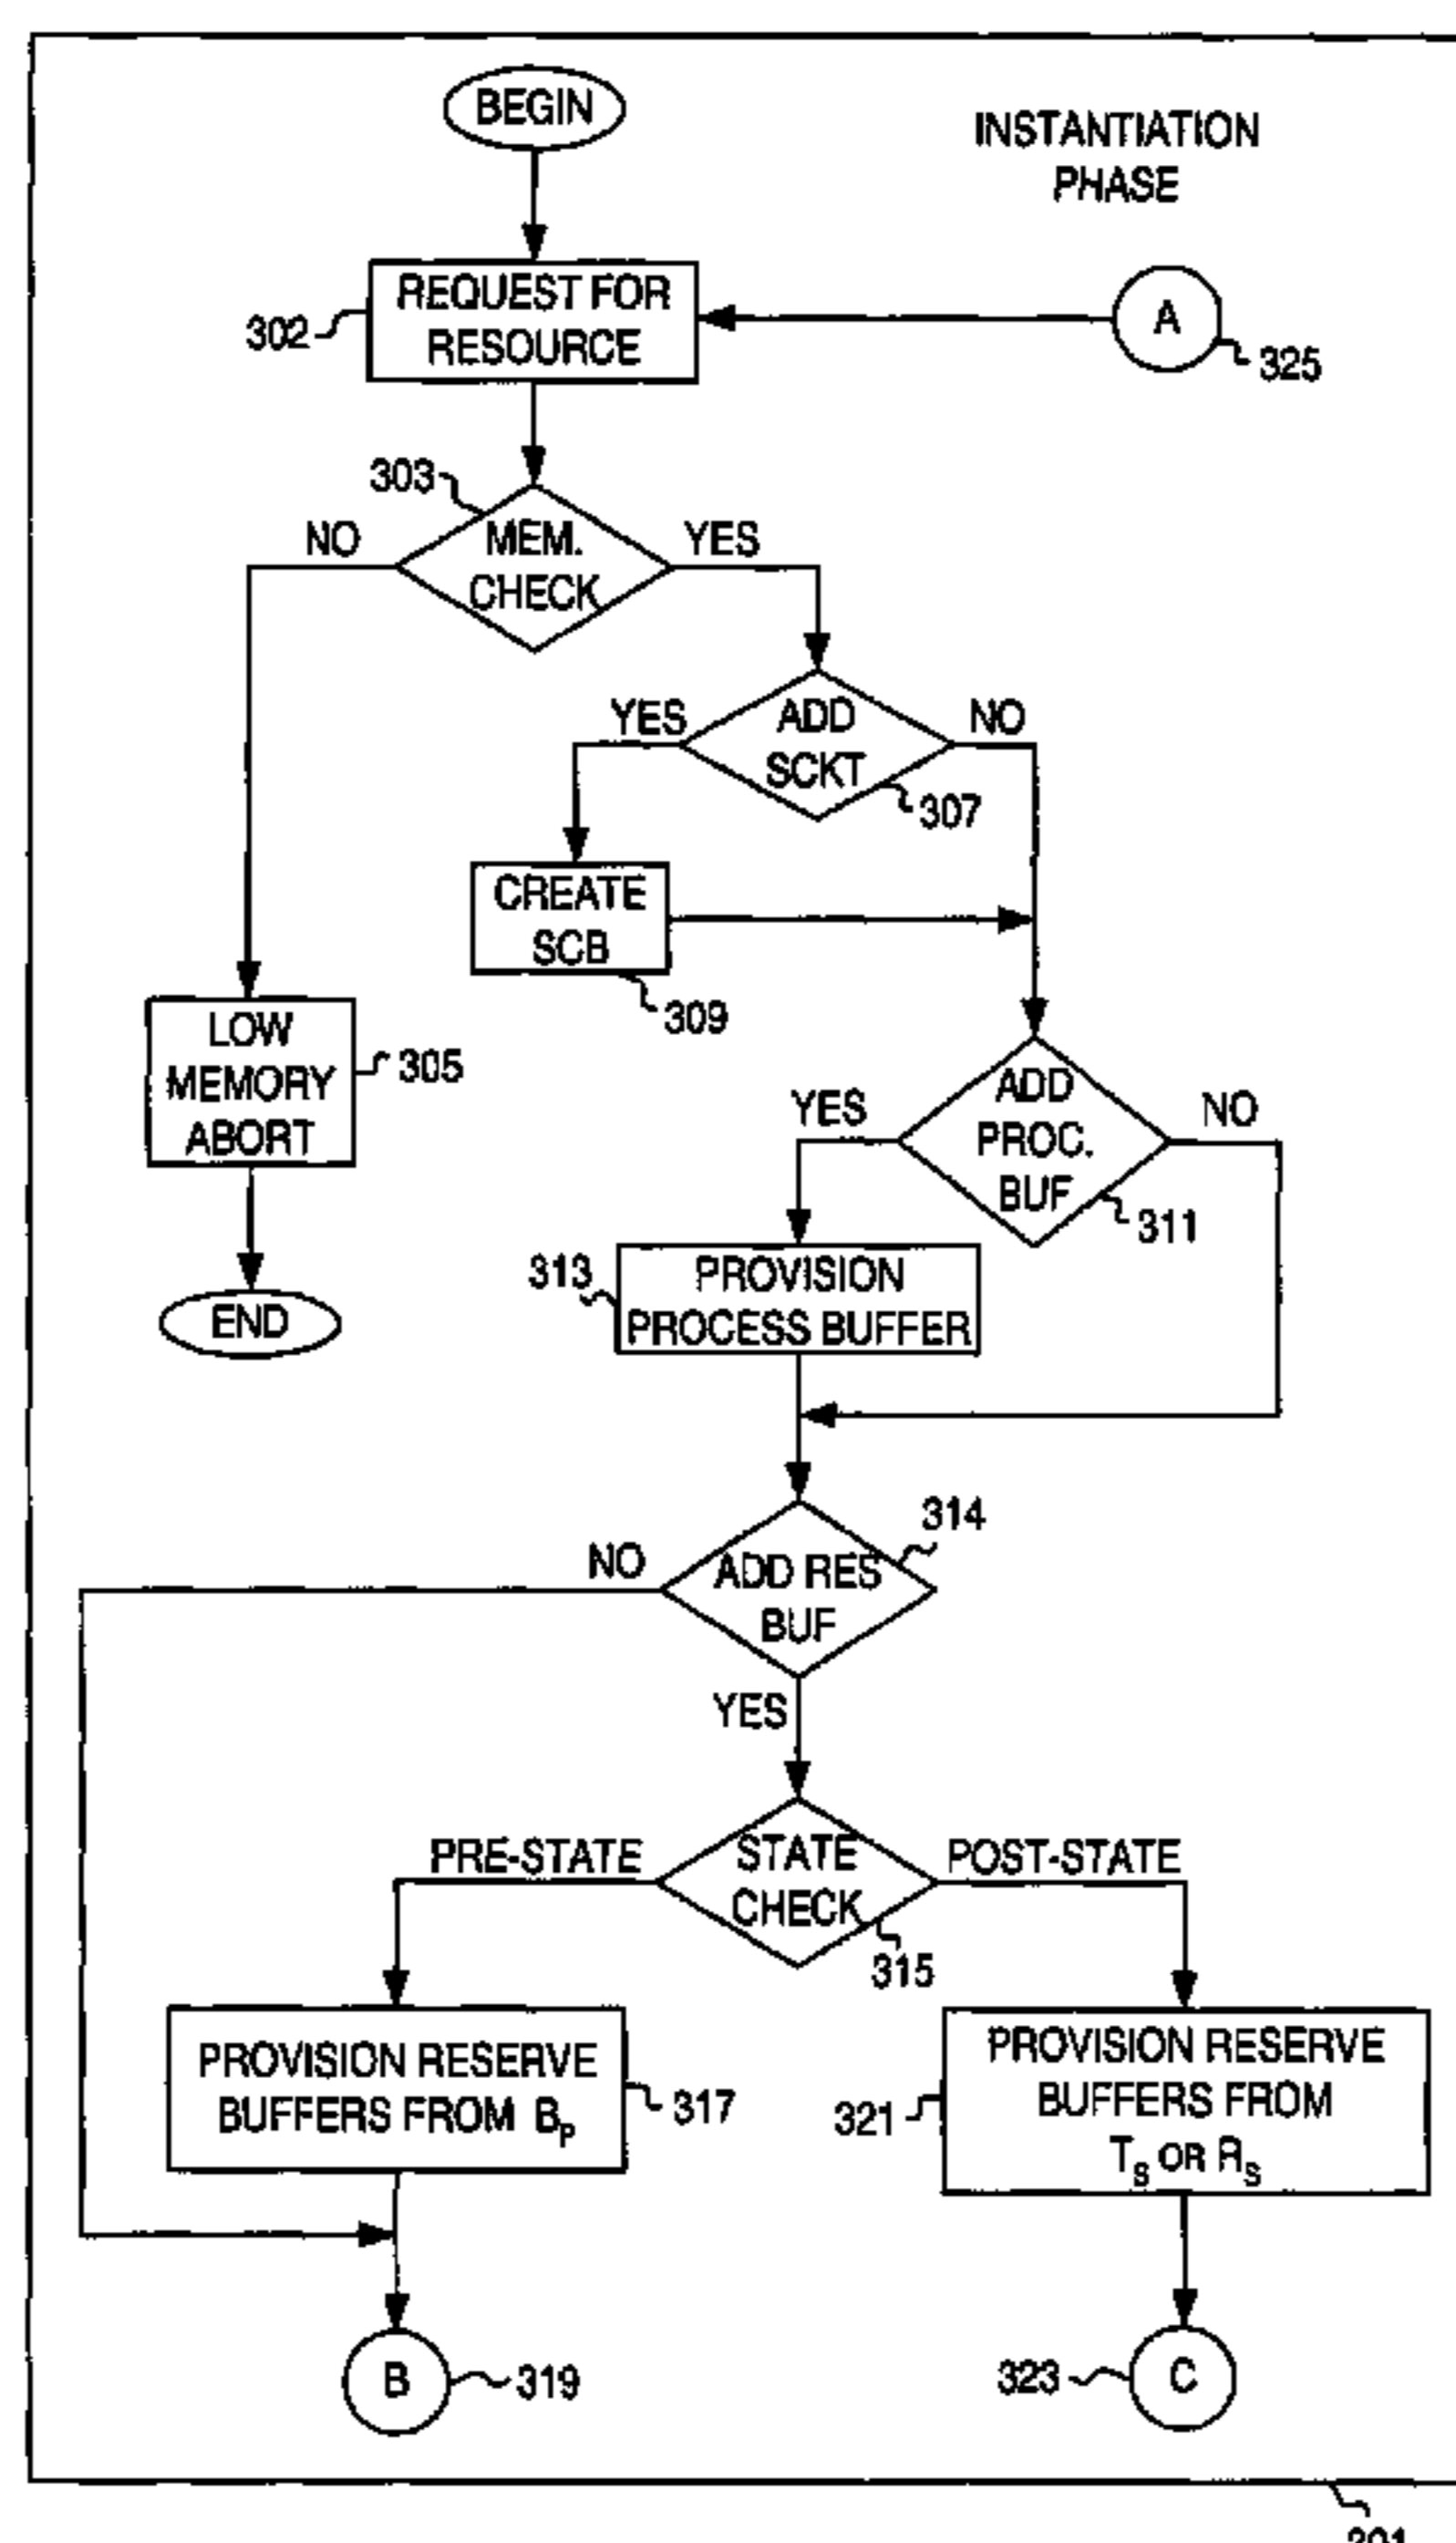 BEGIN
INSTANTIATION
PHASE
REQUEST FOR
RESOURCE
302
A
325
303
NO
MEM.
CHECK
YES
YES
ADD
SCKT
NO
307
CREATE
SCB
309
LOW
MEMORY
ABORT
305
YES
ADD
PROC.
BUF
NO
311
313
PROVISION
PROCESS BUFFER
END
314
NO
ADD RES
BUF
YES
PRE-STATE
STATE
CHECK
POST-STATE
315
PROVISION RESERVE
BUFFERS FROM Bp
317
PROVISION RESERVE
BUFFERS FROM
Ts OR Rs
321
B
319
323
C